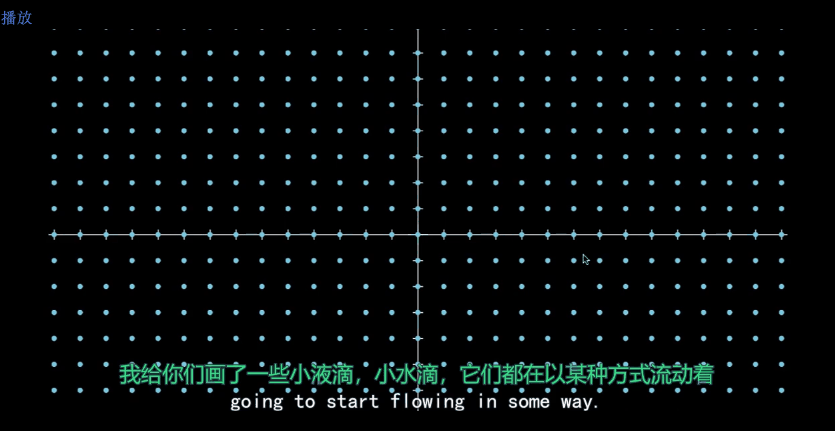 播放
我给你们画了一些小液滴，小水滴，它们都在以某种方式流动着
going to start flowing in some way.